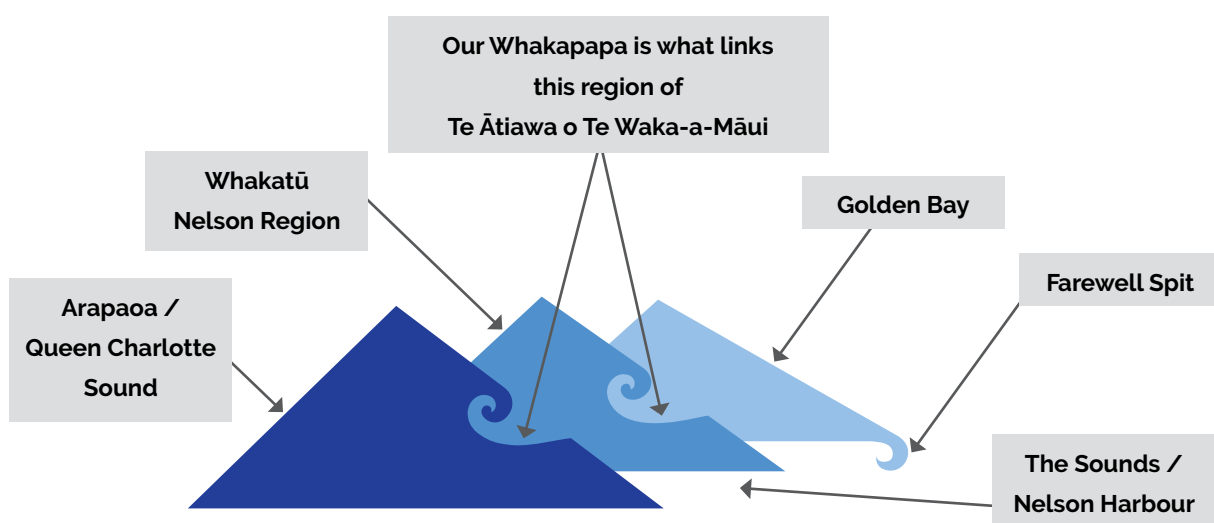 Our Whakapapa is what links
this region of
Te Ātiawa o Te Waka-a-Māui
Whakatū
Nelson Region
Golden Bay
Farewell Spit
Arapaoa /
Queen Charlotte
Sound
The Sounds /
Nelson Harbour